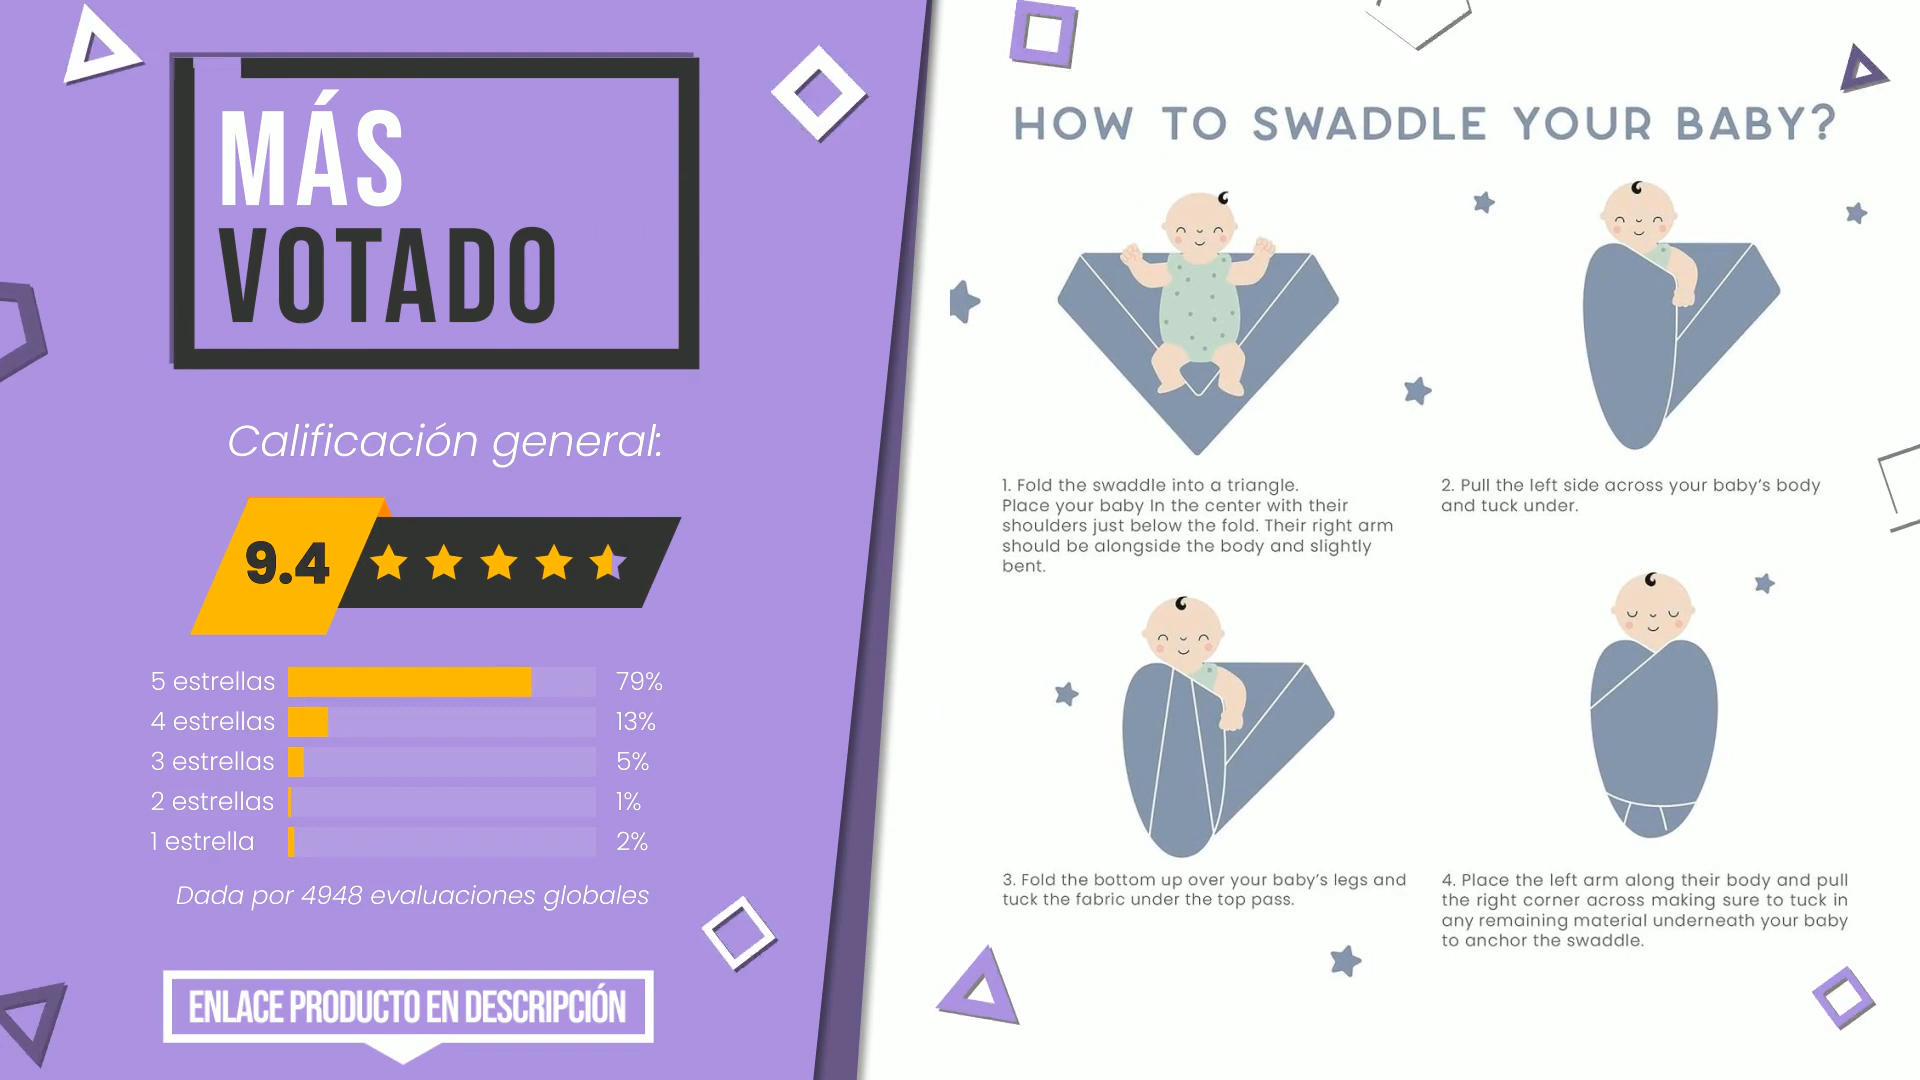 MÁS
VOTADO
Calificación general:
9.4
5 estrellas 79%
4 estrellas 13%
3 estrellas 5%
2 estrellas 1%
1 estrella 2%
Dada por 4948 evaluaciones globales
ENLACE PRODUCTO EN DESCRIPCIÓN
HOW TO SWADDLE YOUR BABY?
1. Fold the swaddle into a triangle.
Place your baby In the center with their
shoulders just below the fold. Their right arm
should be alongside the body and slightly
bent.
2. Pull the left side across your baby's body
and tuck under.
3. Fold the bottom up over your baby's legs and
tuck the fabric under the top pass.
4. Place the left arm along their body and pull
the right corner across making sure to tuck in
any remaining material underneath your baby
to anchor the swaddle.